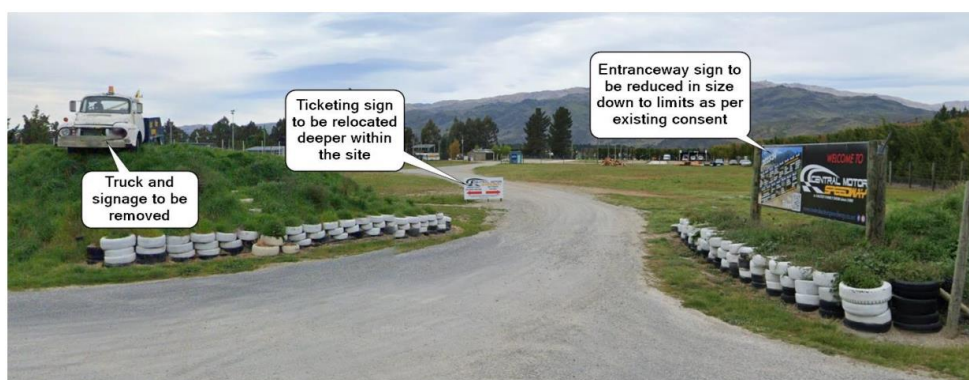 Truck and
signage to be
removed
Ticketing sign
to be relocated
deeper within
the site
Entranceway sign to
be reduced in size
down to limits as per
existing consent
WELCOME TO
CENTRAL MOTOR
SPEEDWAY